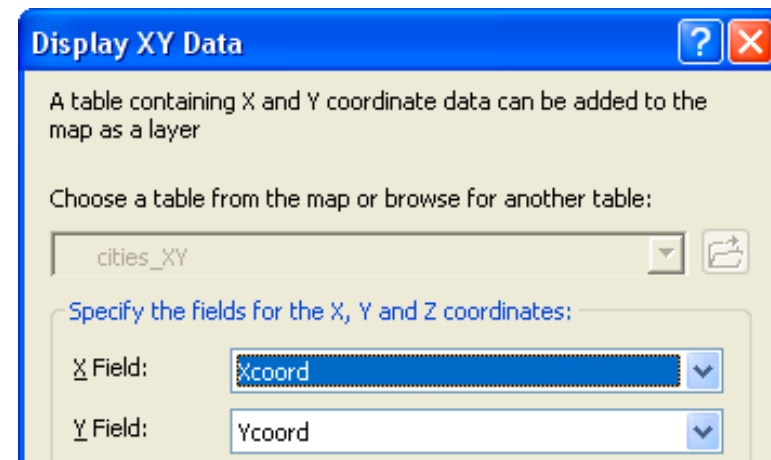 Display XY Data
A table containing X and Y coordinate data can be added to the
map as a layer
Choose a table from the map or browse for another table:
cities_XY
Specify the fields for the X, Y and Z coordinates:
X Field: Xcoord
Y Field: Ycoord